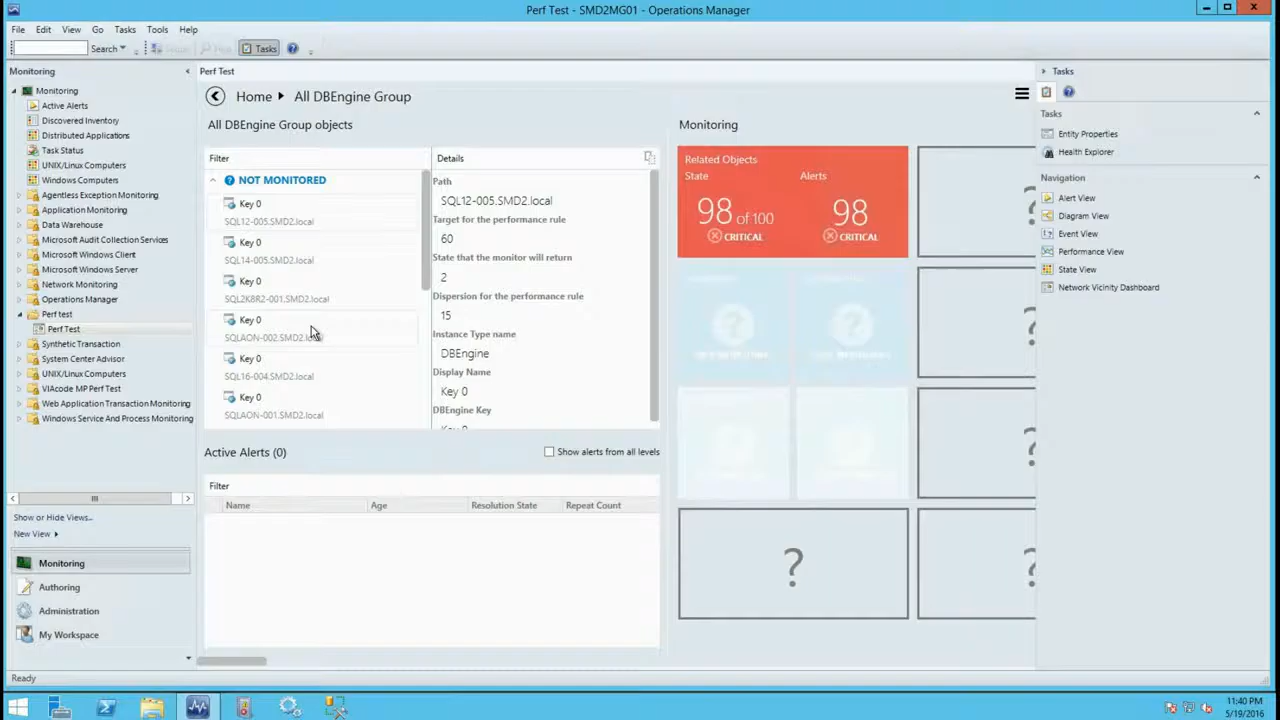 Perf Test - SMD2MG01 - Operations Manager
File Edit View Go Tasks Tools Help
Search Tasks
Monitoring
Monitoring
Active Alerts
Discovered Inventory
Distributed Applications
Task Status
UNIX/Linux Computers
Windows Computers
Agentless Exception Monitoring
Application Monitoring
Data Warehouse
Microsoft Audit Collection Services
Microsoft Windows Client
Microsoft Windows Server
Network Monitoring
Operations Manager
Perf test
Perf Test
Synthetic Transaction
System Center Advisor
UNIX/Linux Computers
VIAcode MP Perf Test
Web Application Transaction Monitoring
Windows Service And Process Monitoring
Show or Hide Views...
New View
Monitoring
Authoring
Administration
My Workspace
Ready
Perf Test
Home All DBEngine Group
All DBEngine Group objects
Filter
NOT MONITORED
Key 0
SQL12-005.SMD2.local
Key 0
SQL14-005.SMD2.local
Key 0
SQL2K8R2-001.SMD2.local
Key 0
SQLAON-002.SMD2.local
Key 0
SQL16-004.SMD2.local
Key 0
SQLAON-001.SMD2.local
Details
Path
SQL12-005.SMD2.local
Target for the performance rule
60
State that the monitor will return
2
Dispersion for the performance rule
15
Instance Type name
DBEngine
Display Name
Key 0
DBEngine Key
Key 0
Active Alerts (0)
Show alerts from all levels
Filter
Name Age Resolution State Repeat Count
Monitoring
Related Objects
State Alerts
98 of 100 98
CRITICAL CRITICAL
?
?
?
?
?
?
Tasks
Tasks
Entity Properties
Health Explorer
Navigation
Alert View
Diagram View
Event View
Performance View
State View
Network Vicinity Dashboard
11:40 PM
5/19/2016